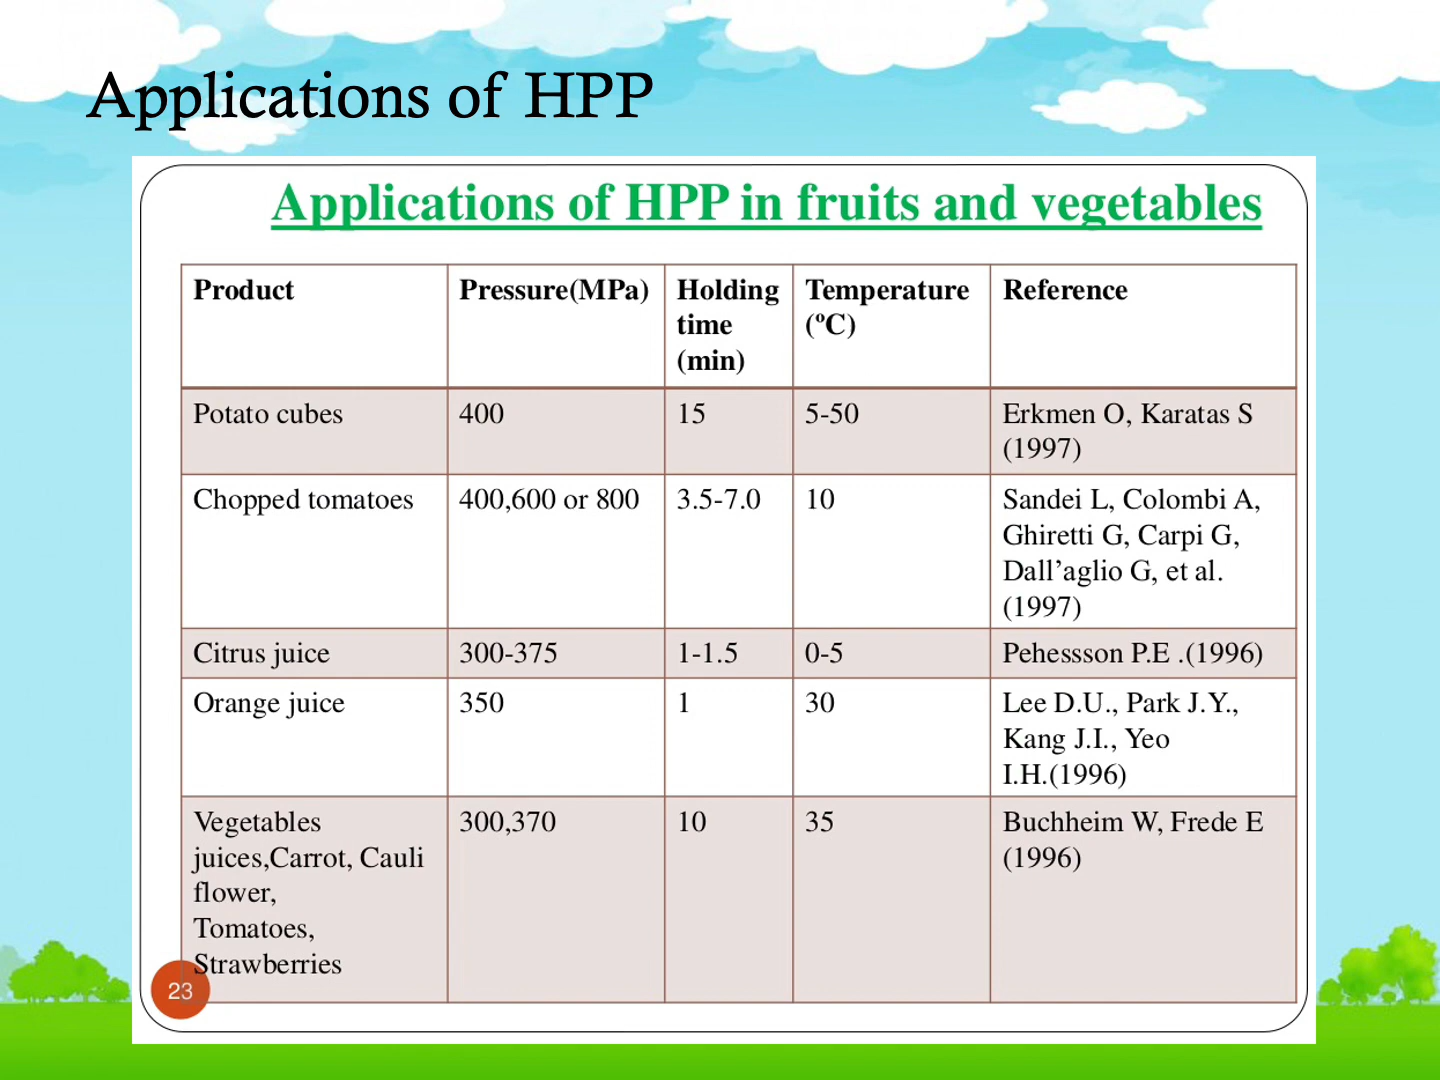 Applications of HPP
Applications of HPP in fruits and vegetables
Product
Pressure(MPa)
Holding
time
(min)
Temperature
(ºC)
Reference
Potato cubes
400
15
5-50
Erkmen O, Karatas S
(1997)
Chopped tomatoes
400,600 or 800
3.5-7.0
10
Sandei L, Colombi A,
Ghiretti G, Carpi G,
Dall’aglio G, et al.
(1997)
Citrus juice
300-375
1-1.5
0-5
Pehessson P.E .(1996)
Orange juice
350
1
30
Lee D.U., Park J.Y.,
Kang J.I., Yeo
I.H.(1996)
Vegetables
juices,Carrot, Cauli
flower,
Tomatoes,
Strawberries
300,370
10
35
Buchheim W, Frede E
(1996)
23